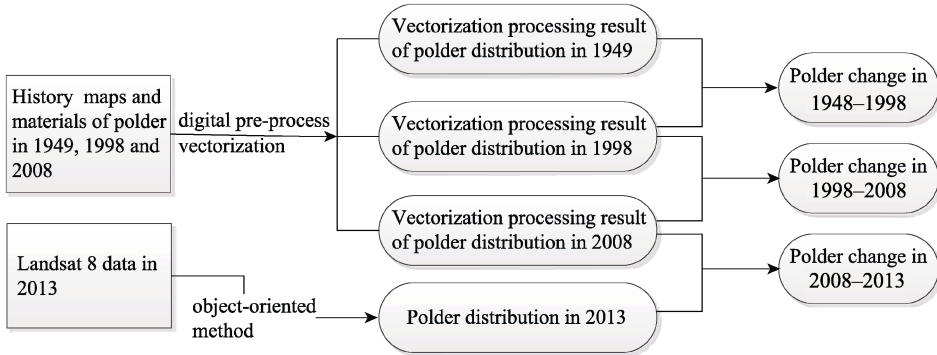 History maps and
materials of polder
in 1949, 1998 and
2008
digital pre-process
vectorization
Vectorization processing result
of polder distribution in 1949
Vectorization processing result
of polder distribution in 1998
Vectorization processing result
of polder distribution in 2008
Polder change in
1948–1998
Polder change in
1998–2008
Polder change in
2008–2013
Landsat 8 data in
2013
object-oriented
method
Polder distribution in 2013